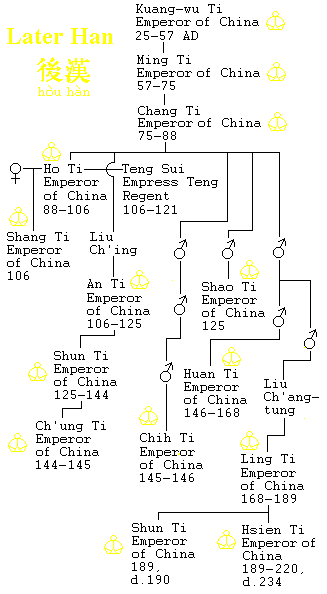 Later Han
後漢
hòu hàn
Kuang-wu Ti
Emperor of China
25-57 AD
Ming Ti
Emperor of China
57-75
Chang Ti
Emperor of China
75-88
Ho Ti
Emperor
of China
88-106
Teng Sui
Empress Teng
Regent
106-121
Shang Ti
Emperor
of China
106
Liu
Ch'ing
An Ti
Emperor
of China
106-125
Shao Ti
Emperor
of China
125
Shun Ti
Emperor
of China
125-144
Huan Ti
Emperor
of China
146-168
Liu
Ch'ang-
tung
Ch'ung Ti
Emperor
of China
144-145
Chih Ti
Emperor
of China
145-146
Ling Ti
Emperor
of China
168-189
Shun Ti
Emperor
of China
189,
d.190
Hsien Ti
Emperor of
China
189-220,
d.234